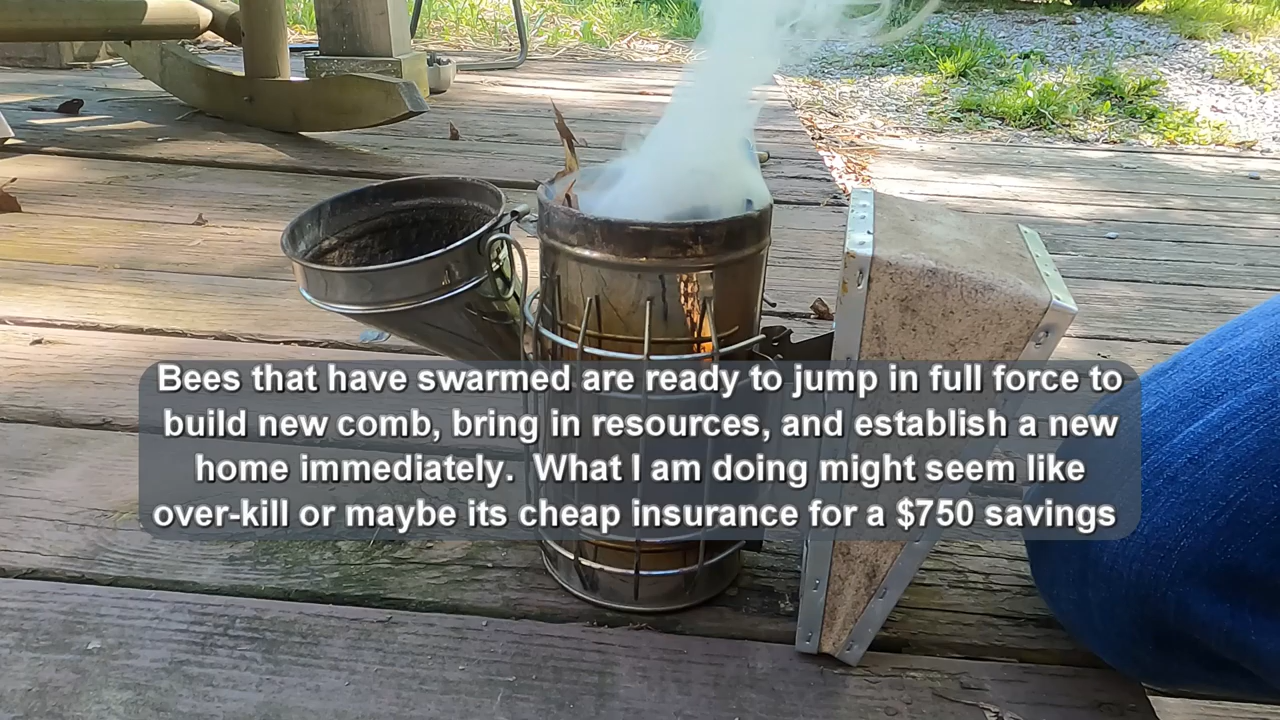 Bees that have swarmed are ready to jump in full force to
build new comb, bring in resources, and establish a new
home immediately.  What I am doing might seem like
over-kill or maybe its cheap insurance for a $750 savings